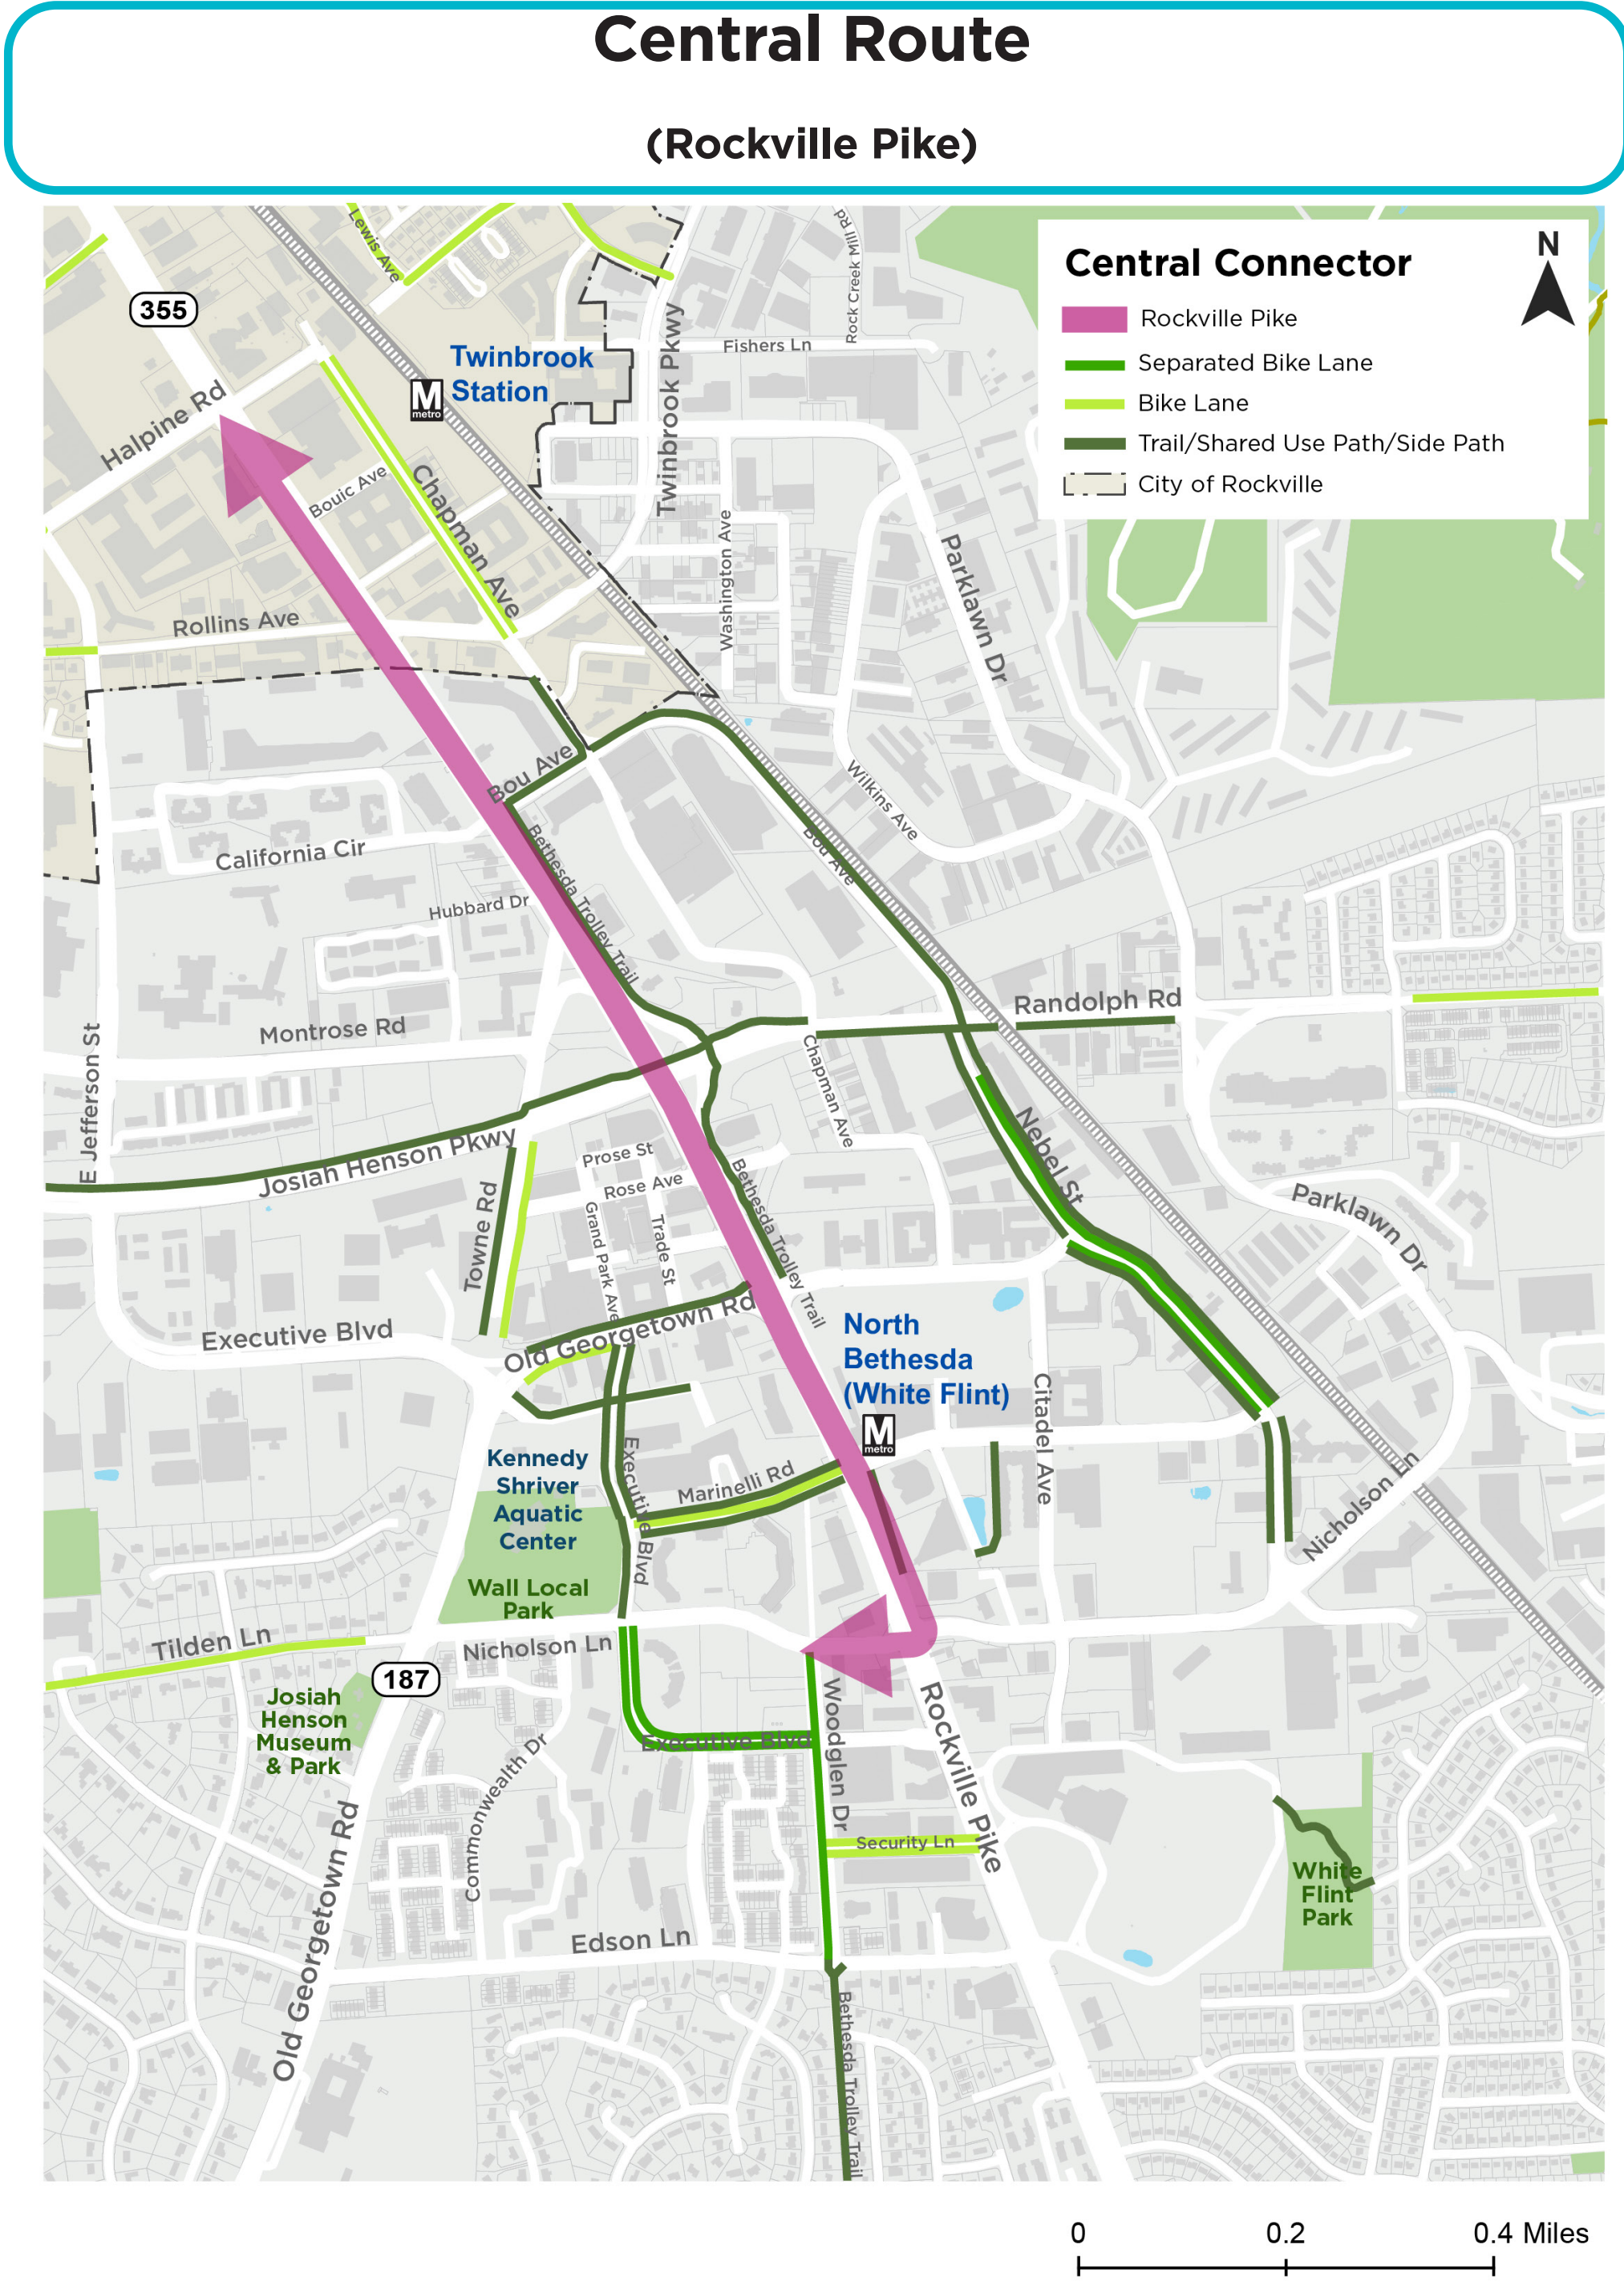 Central Route
(Rockville Pike)
Central Connector
Rockville Pike
Separated Bike Lane
Bike Lane
Trail/Shared Use Path/Side Path
City of Rockville
N
Lewis Ave
355
Rock Creek Mill Rd
Twinbrook Pkwy
Fishers Ln
Twinbrook
Station
M
metro
Halpine Rd
Bouic Ave
Chapman Ave
Washington Ave
Parklawn Dr
Rollins Ave
Bou Ave
Wilkins Ave
California Cir
Bethesda Trolley Trail
Bou Ave
Hubbard Dr
Randolph Rd
Montrose Rd
E Jefferson St
Chapman Ave
Nebel St
Josiah Henson Pkwy
Prose St
Rose Ave
Towne Rd
Grand Park Ave
Trade St
Bethesda Trolley Trail
Parklawn Dr
Executive Blvd
Old Georgetown Rd
North
Bethesda
(White Flint)
M
metro
Citadel Ave
Kennedy
Shriver
Aquatic
Center
Executive Blvd
Marinelli Rd
Nicholson Ln
Wall Local
Park
Tilden Ln
Nicholson Ln
187
Josiah
Henson
Museum
& Park
Woodglen Dr
Rockville Pike
Executive Blvd
Commonwealth Dr
Security Ln
White
Flint
Park
Old Georgetown Rd
Edson Ln
Bethesda Trolley Trail
0
0.2
0.4 Miles